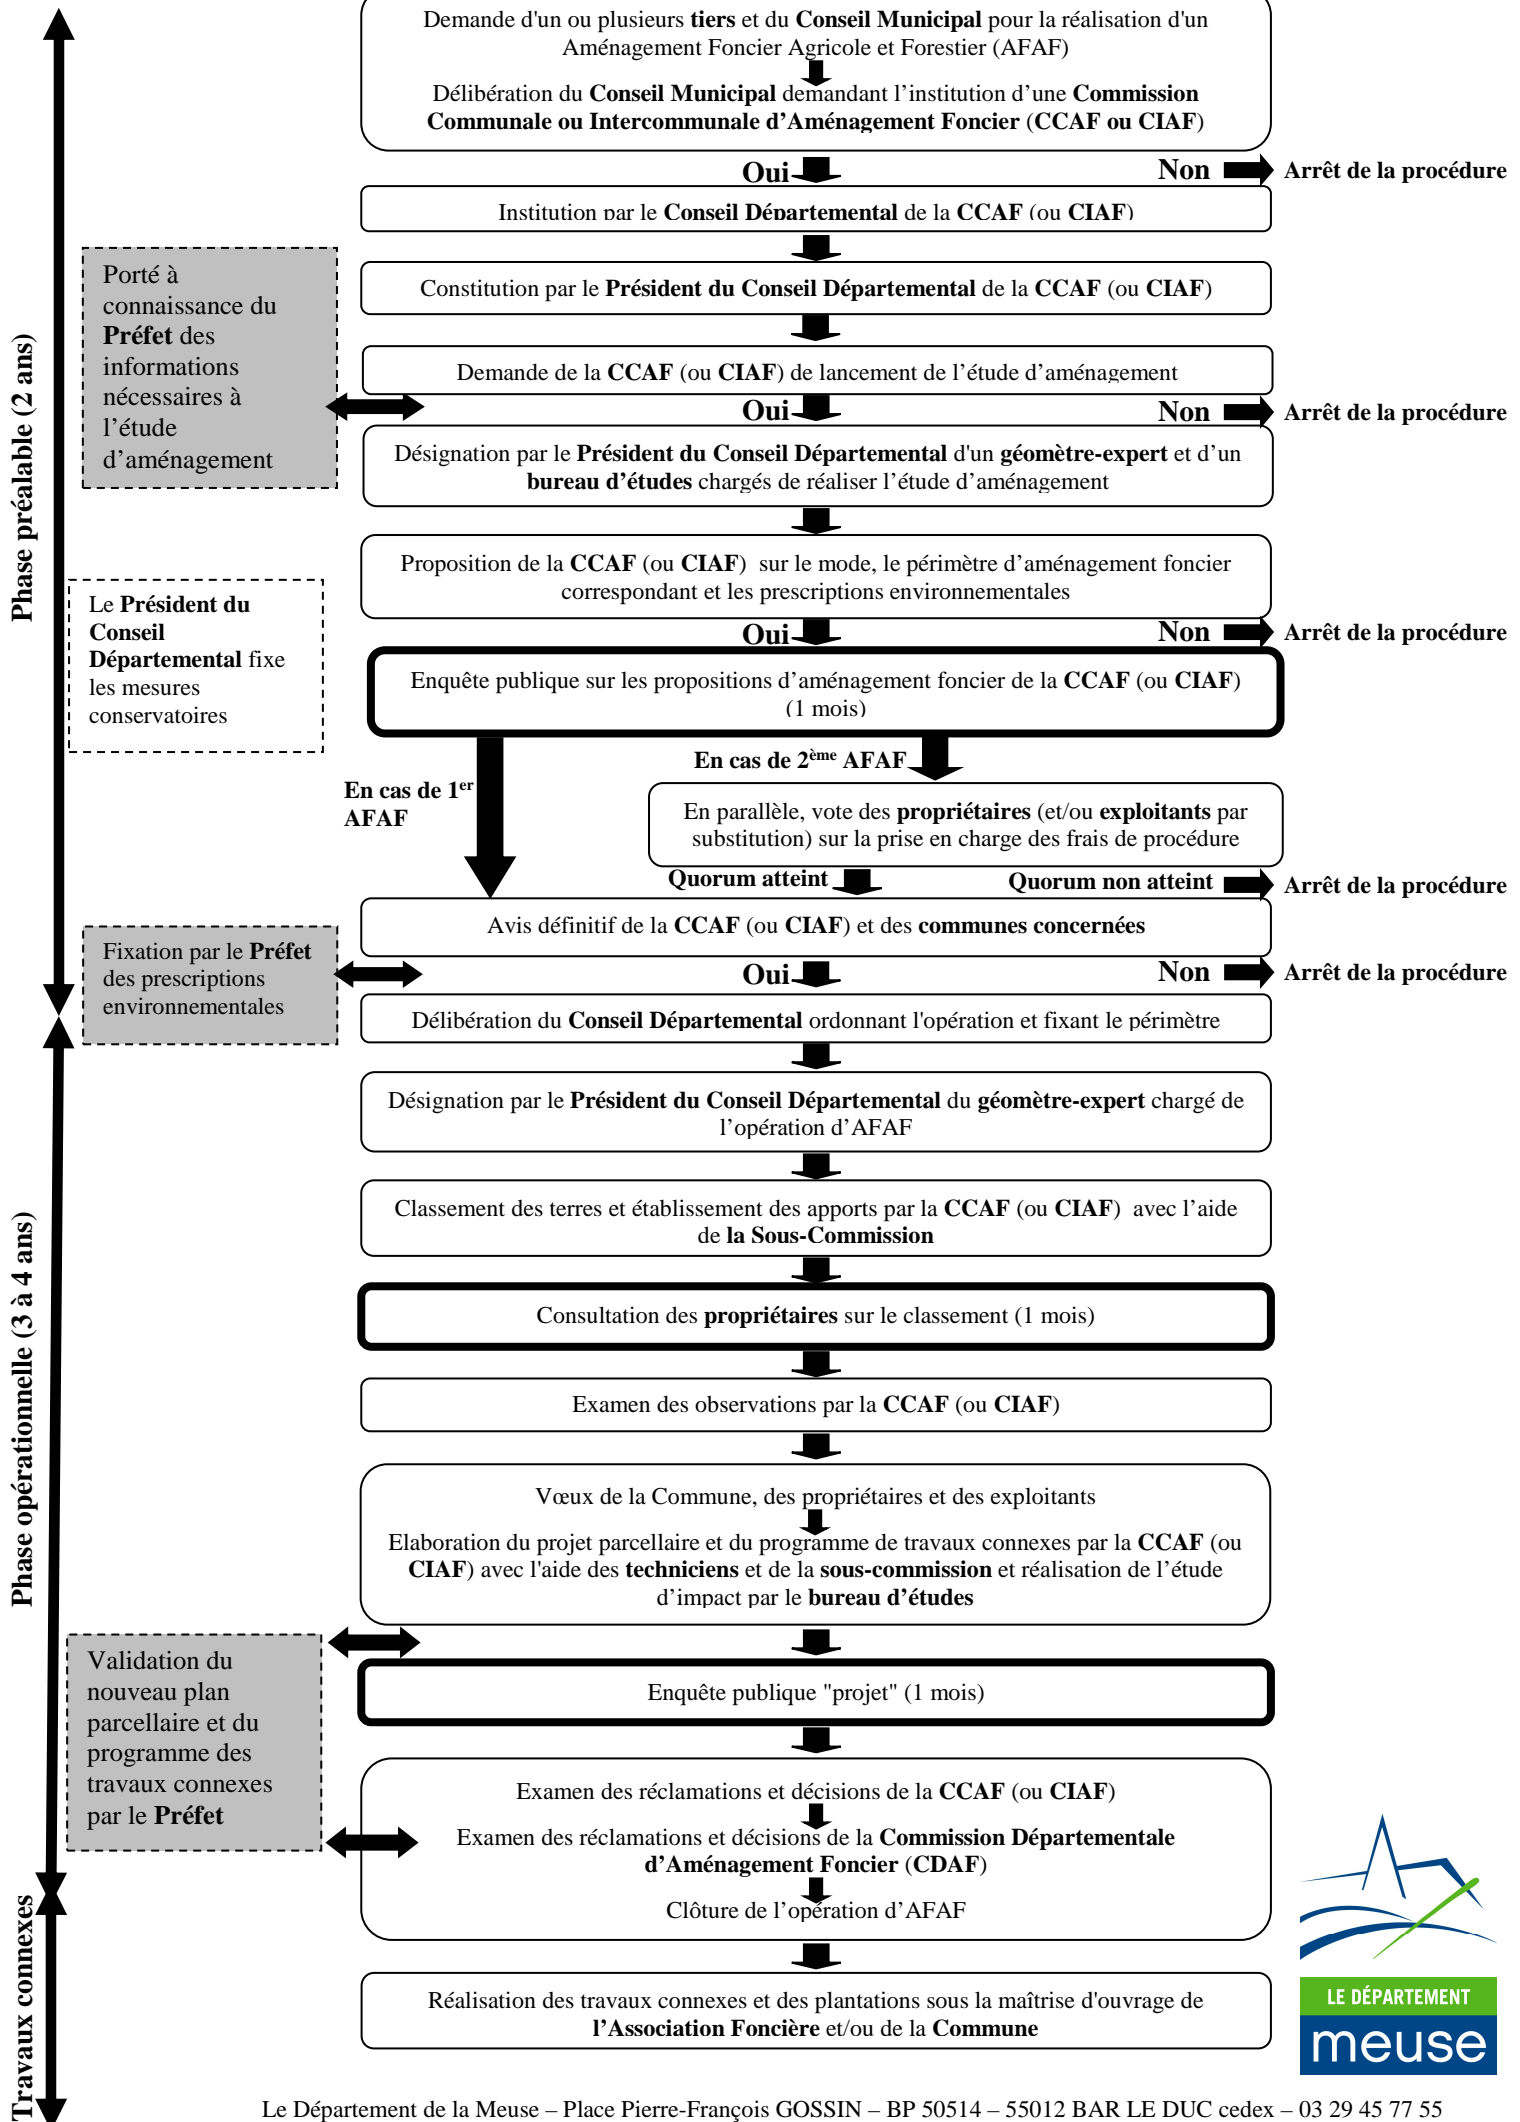 Demande d'un ou plusieurs tiers et du Conseil Municipal pour la réalisation d'un
Aménagement Foncier Agricole et Forestier (AFAF)
Délibération du Conseil Municipal demandant l’institution d’une Commission
Communale ou Intercommunale d’Aménagement Foncier (CCAF ou CIAF)
Oui
Non
Arrêt de la procédure
Institution par le Conseil Départemental de la CCAF (ou CIAF)
Porté à
connaissance du
Préfet des
informations
nécessaires à
l’étude
d’aménagement
Constitution par le Président du Conseil Départemental de la CCAF (ou CIAF)
Phase préalable (2 ans)
Demande de la CCAF (ou CIAF) de lancement de l’étude d’aménagement
Oui
Non
Arrêt de la procédure
Désignation par le Président du Conseil Départemental d'un géomètre-expert et d’un
bureau d’études chargés de réaliser l’étude d’aménagement
Proposition de la CCAF (ou CIAF) sur le mode, le périmètre d’aménagement foncier
correspondant et les prescriptions environnementales
Le Président du
Conseil
Départemental fixe
les mesures
conservatoires
Oui
Non
Arrêt de la procédure
Enquête publique sur les propositions d’aménagement foncier de la CCAF (ou CIAF)
(1 mois)
En cas de 2ème AFAF
En cas de 1er
AFAF
En parallèle, vote des propriétaires (et/ou exploitants par
substitution) sur la prise en charge des frais de procédure
Quorum atteint
Quorum non atteint
Arrêt de la procédure
Avis définitif de la CCAF (ou CIAF) et des communes concernées
Fixation par le Préfet
des prescriptions
environnementales
Oui
Non
Arrêt de la procédure
Délibération du Conseil Départemental ordonnant l'opération et fixant le périmètre
Désignation par le Président du Conseil Départemental du géomètre-expert chargé de
l’opération d’AFAF
Classement des terres et établissement des apports par la CCAF (ou CIAF) avec l’aide
de la Sous-Commission
Phase opérationnelle (3 à 4 ans)
Consultation des propriétaires sur le classement (1 mois)
Examen des observations par la CCAF (ou CIAF)
Vœux de la Commune, des propriétaires et des exploitants
Elaboration du projet parcellaire et du programme de travaux connexes par la CCAF (ou
CIAF) avec l'aide des techniciens et de la sous-commission et réalisation de l’étude
d’impact par le bureau d’études
Validation du
nouveau plan
parcellaire et du
programme des
travaux connexes
par le Préfet
Enquête publique "projet" (1 mois)
Examen des réclamations et décisions de la CCAF (ou CIAF)
Examen des réclamations et décisions de la Commission Départementale
d’Aménagement Foncier (CDAF)
Clôture de l’opération d’AFAF
Travaux connexes
Réalisation des travaux connexes et des plantations sous la maîtrise d'ouvrage de
l’Association Foncière et/ou de la Commune
LE DÉPARTEMENT
meuse
Le Département de la Meuse – Place Pierre-François GOSSIN – BP 50514 – 55012 BAR LE DUC cedex – 03 29 45 77 55